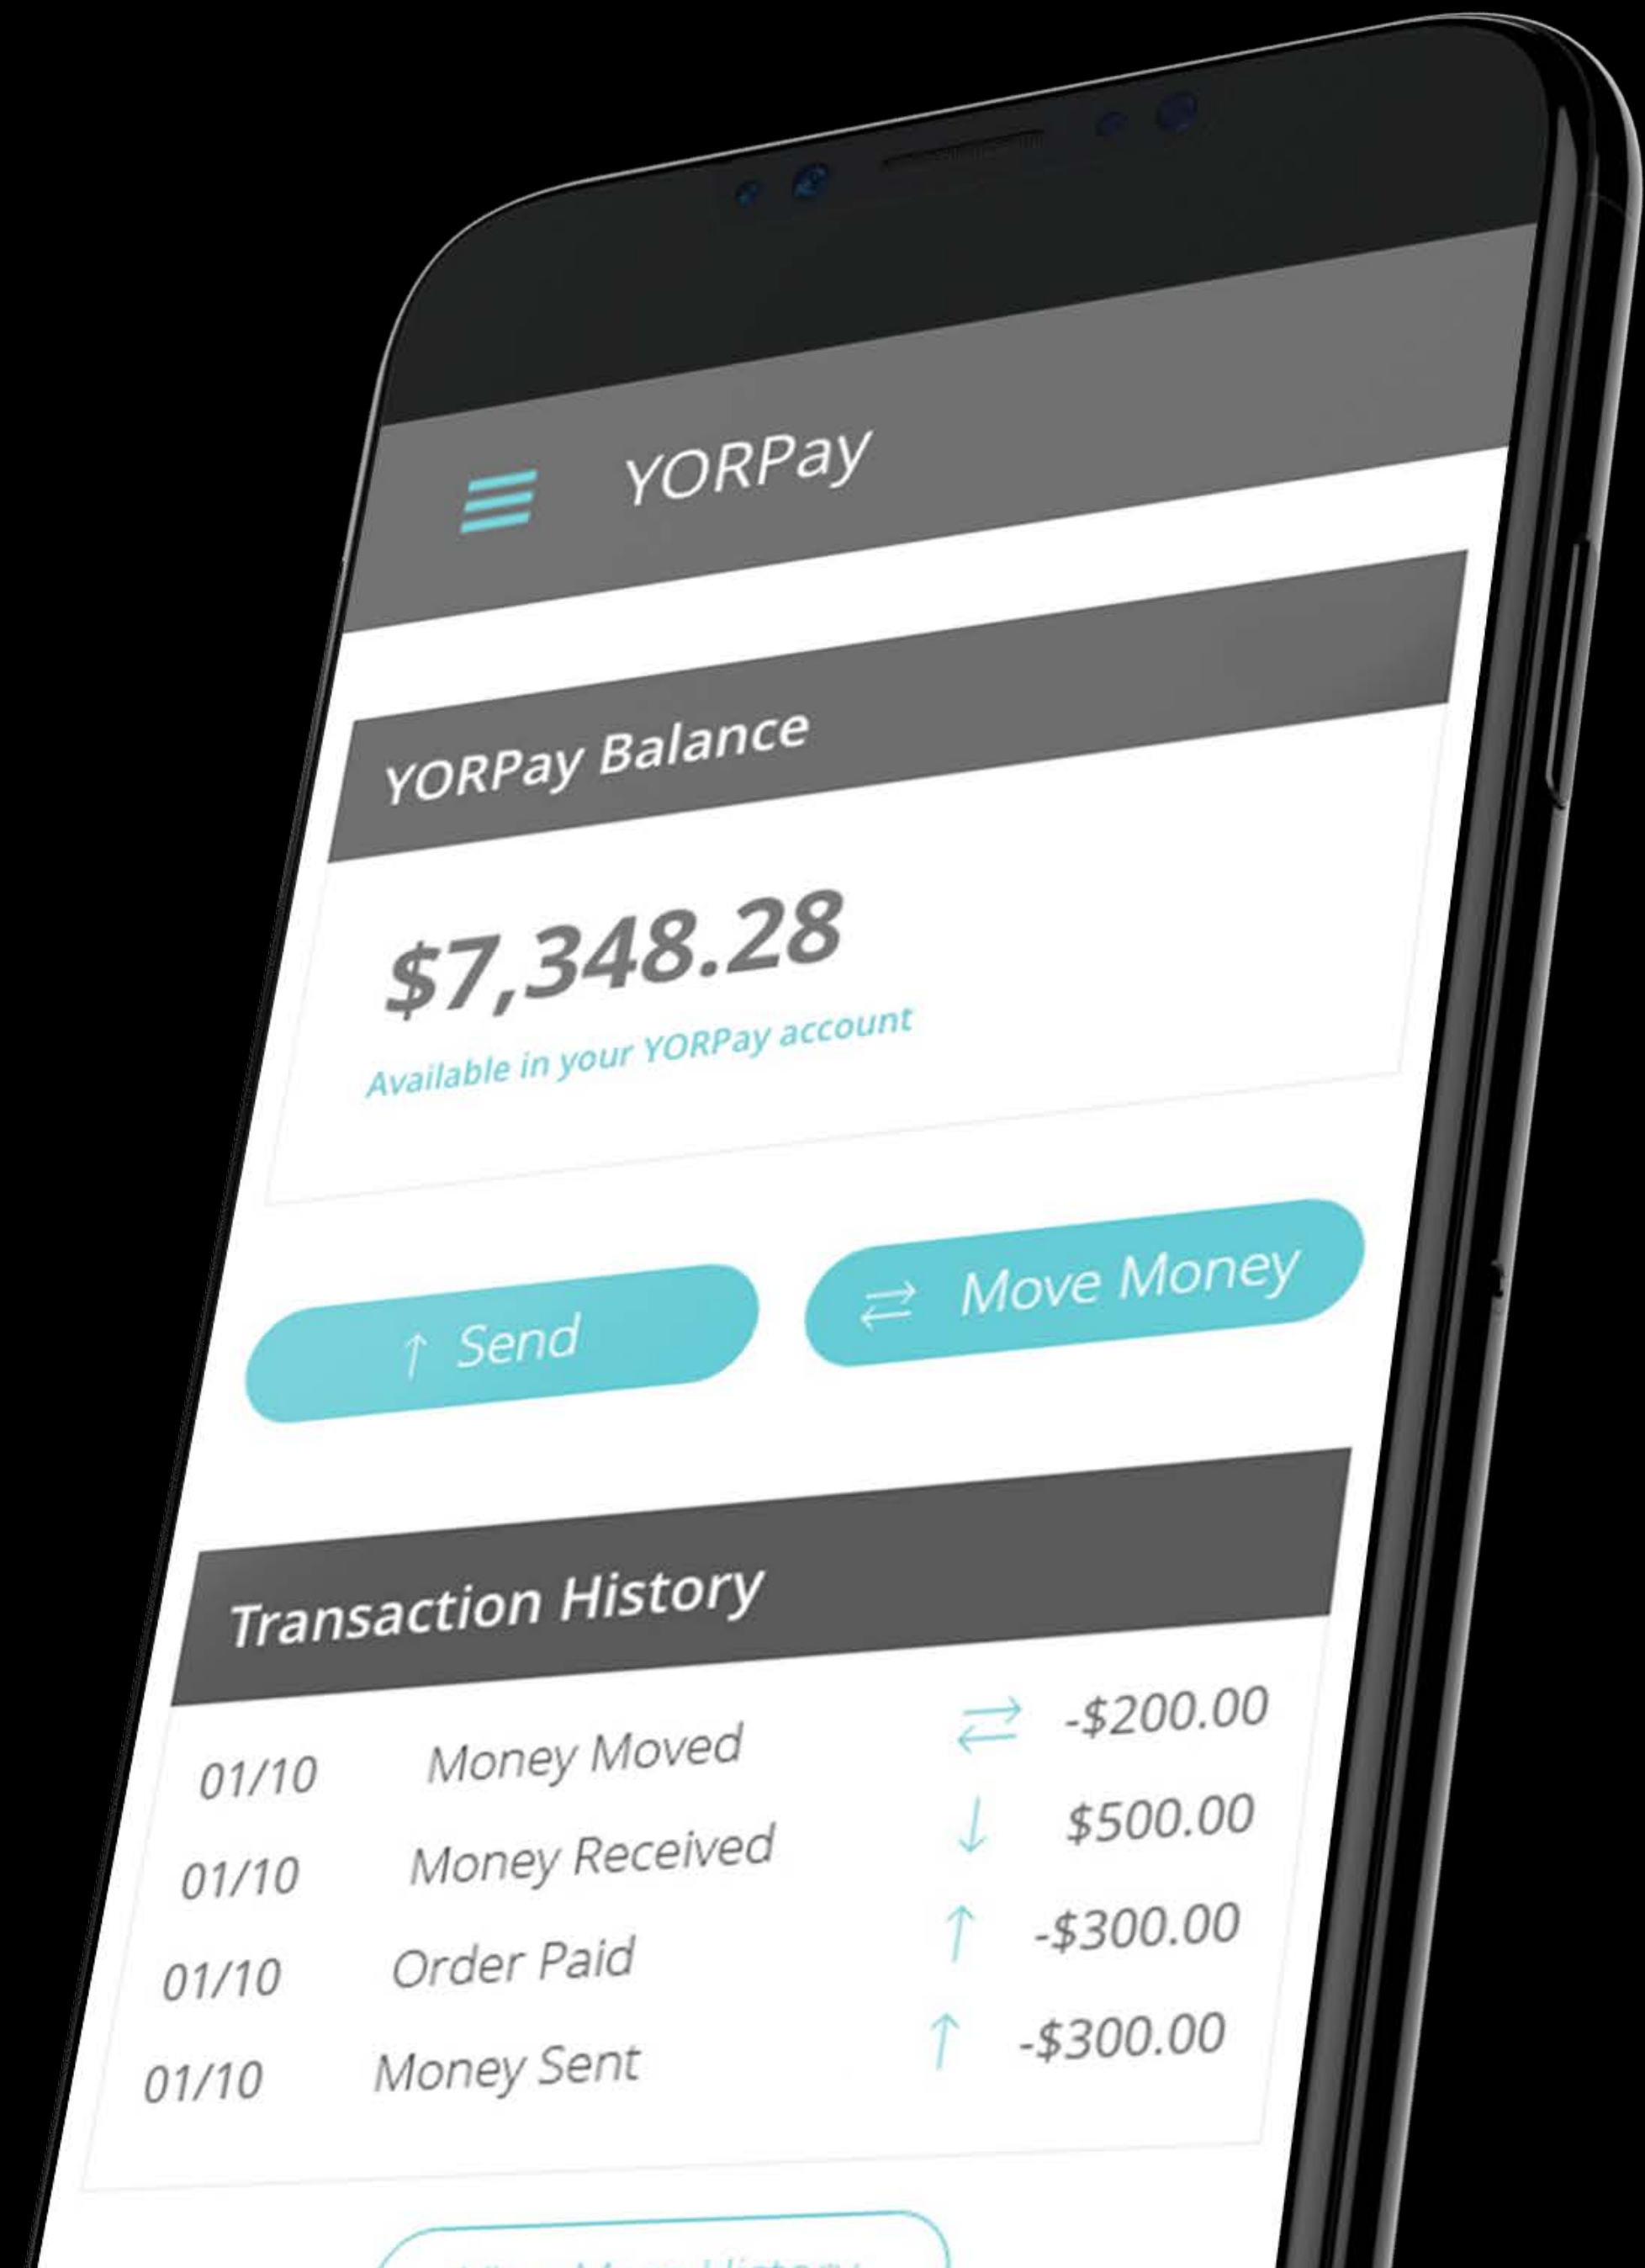 YORPay
YORPay Balance
$7,348.28
Available in your YORPay account
↑ Send
⇄ Move Money
Transaction History
01/10 Money Moved ⇄ -$200.00
01/10 Money Received ↓ $500.00
01/10 Order Paid ↑ -$300.00
01/10 Money Sent ↑ -$300.00